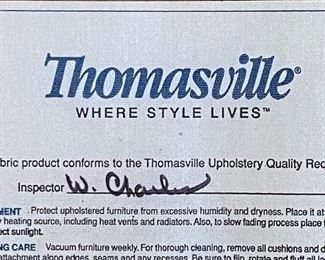 Thomasville®
WHERE STYLE LIVES™
bric product conforms to the Thomasville Upholstery Quality Rec
Inspector W. Charles
MENT Protect upholstered furniture from excessive humidity and dryness. Place it at
y heating source, including heat vents and radiators. Also, to slow fading process place f
ect sunlight.
NG CARE Vacuum furniture weekly. For thorough cleaning, remove all cushions and d
attachment along edges, seams and any recesses. Be sure to flip, rotate and fluff all lo